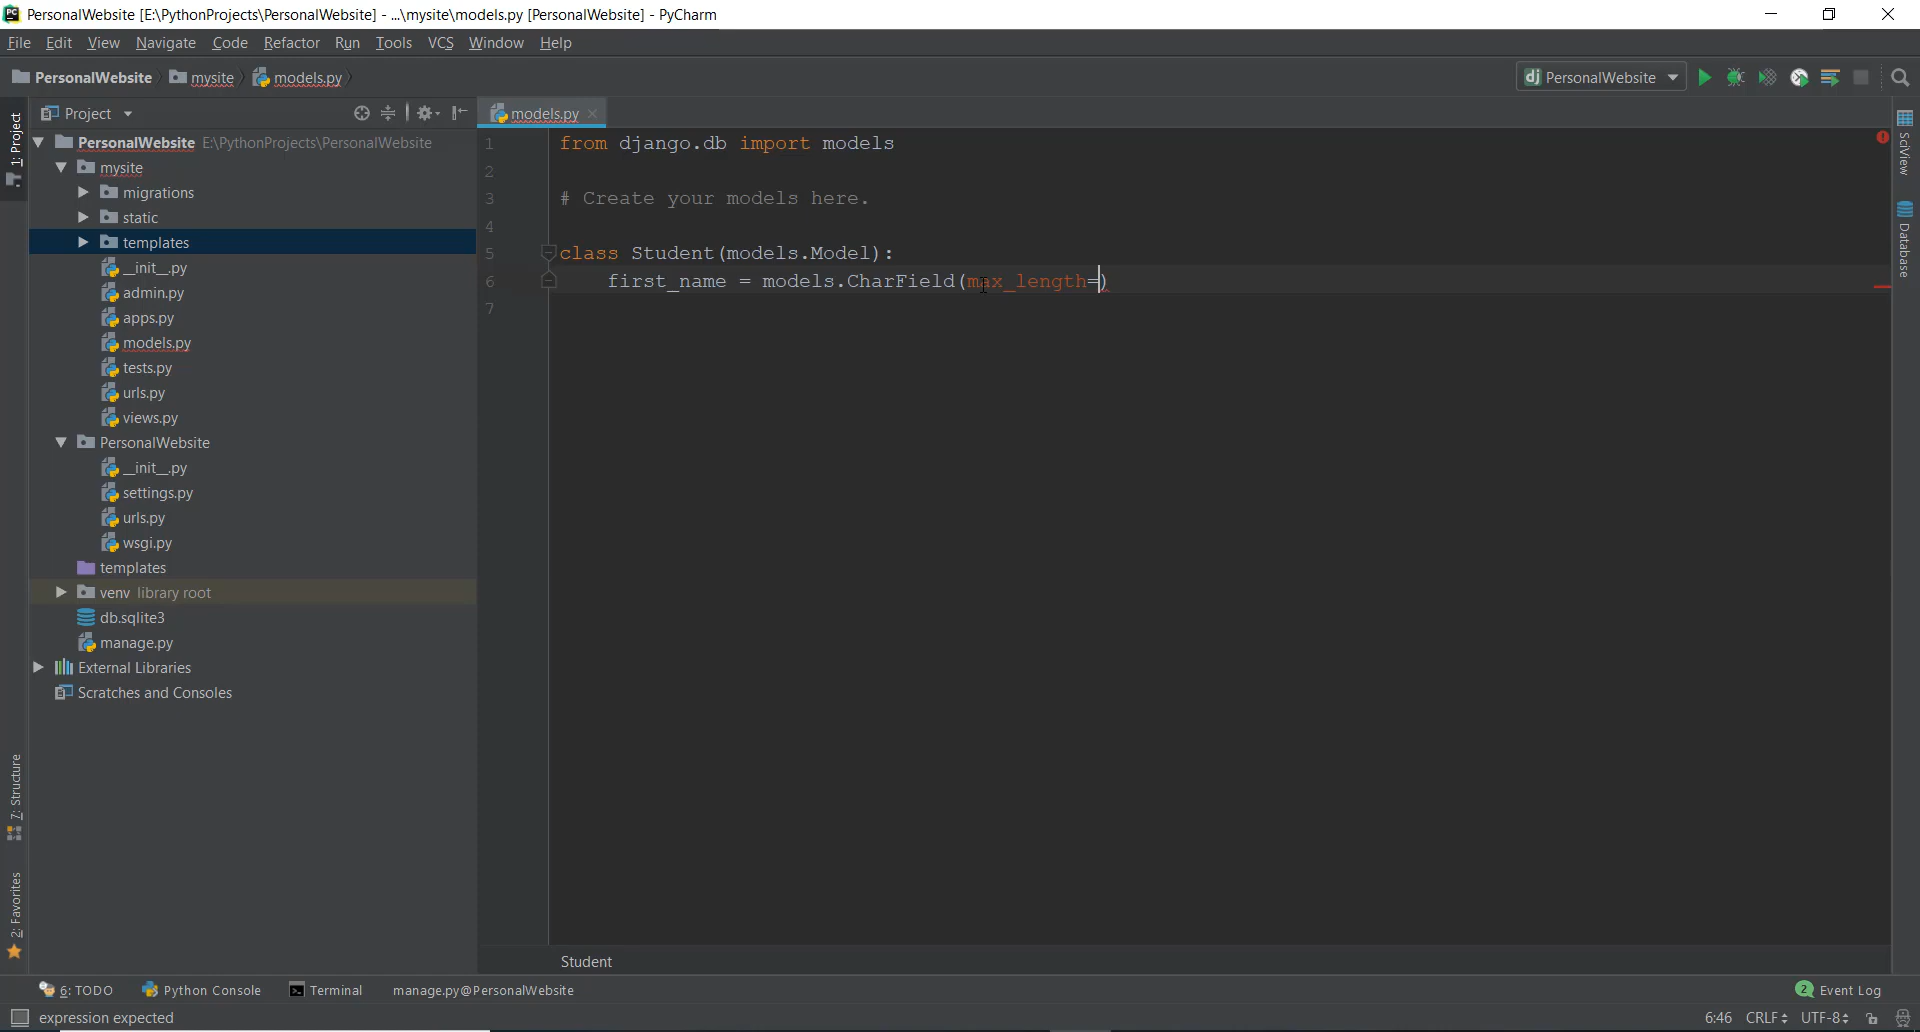 PC PersonalWebsite [E:\PythonProjects\PersonalWebsite] - ...\mysite\models.py [PersonalWebsite] - PyCharm
File Edit View Navigate Code Refactor Run Tools VCS Window Help
PersonalWebsite mysite models.py dj PersonalWebsite
Project models.py
1: Project
PersonalWebsite E:\PythonProjects\PersonalWebsite
mysite
migrations
static
templates
__init__.py
admin.py
apps.py
models.py
tests.py
urls.py
views.py
PersonalWebsite
__init__.py
settings.py
urls.py
wsgi.py
templates
venv library root
db.sqlite3
manage.py
External Libraries
Scratches and Consoles
7: Structure
2: Favorites
1 from django.db import models
2
3 # Create your models here.
4
5 class Student(models.Model):
6 first_name = models.CharField(max_length=)
7
SciView
Database
Student
6: TODO Python Console Terminal manage.py@PersonalWebsite 2 Event Log
expression expected 6:46 CRLF UTF-8